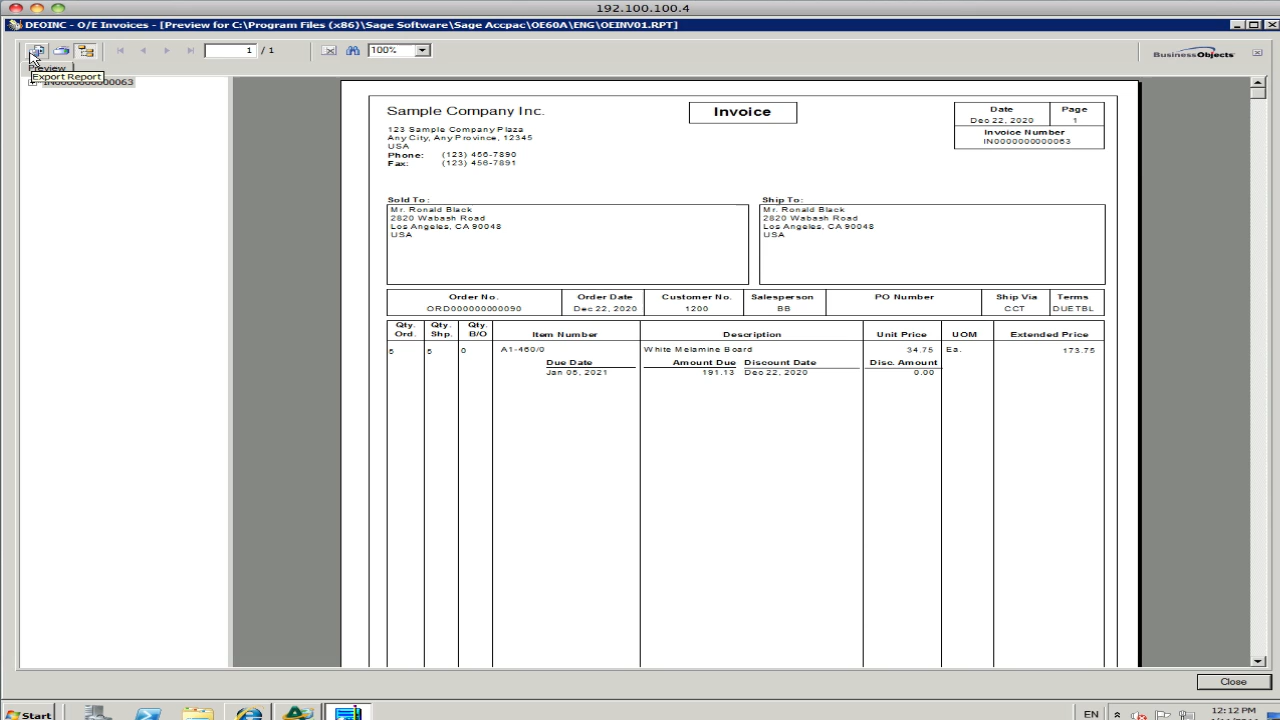 192.100.100.4
DEOINC - O/E Invoices - [Preview for C:\Program Files (x86)\Sage Software\Sage Accpac\OE60A\ENG\OEINV01.RPT]
1 / 1
100%
BusinessObjects
Preview
Export Report
IN0000000000063
Sample Company Inc.
Invoice
Date Page
Dec 22, 2020 1
Invoice Number
IN0000000000063
123 Sample Company Plaza
Any City, Any Province, 12345
USA
Phone: (123) 456-7890
Fax: (123) 456-7891
Sold To: Ship To:
Mr. Ronald Black Mr. Ronald Black
2820 Wabash Road 2820 Wabash Road
Los Angeles, CA 90048 Los Angeles, CA 90048
USA USA
Order No. Order Date Customer No. Salesperson PO Number Ship Via Terms
ORD000000000090 Dec 22, 2020 1200 BB CCT DUETBL
Qty. Ord. Qty. Shp. Qty. B/O Item Number Description Unit Price UOM Extended Price
5 5 0 A1-460/0 White Melamine Board 34.75 Ea. 173.75
Due Date Amount Due Discount Date Disc. Amount
Jan 05, 2021 191.13 Dec 22, 2020 0.00
Close
Start EN 12:12 PM